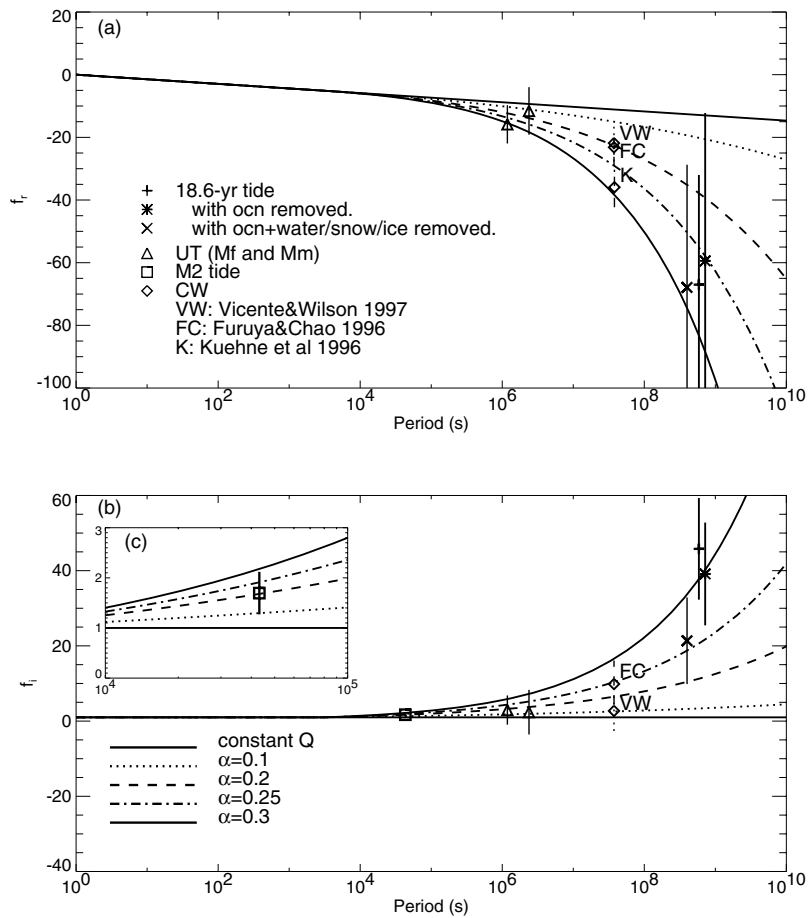 20
(a)
0
-20
VW
FC
-40
K
f_r
18.6-yr tide
with ocn removed.
with ocn+water/snow/ice removed.
-60
UT (Mf and Mm)
M2 tide
CW
VW: Vicente&Wilson 1997
-80
FC: Furuya&Chao 1996
K: Kuehne et al 1996
-100
10^0 10^2 10^4 10^6 10^8 10^10
Period (s)
60
(b)
3
(c)
40
2
20
1
FC
f_i
0
10^4 10^5
VW
0
constant Q
α=0.1
-20
α=0.2
α=0.25
α=0.3
-40
10^0 10^2 10^4 10^6 10^8 10^10
Period (s)